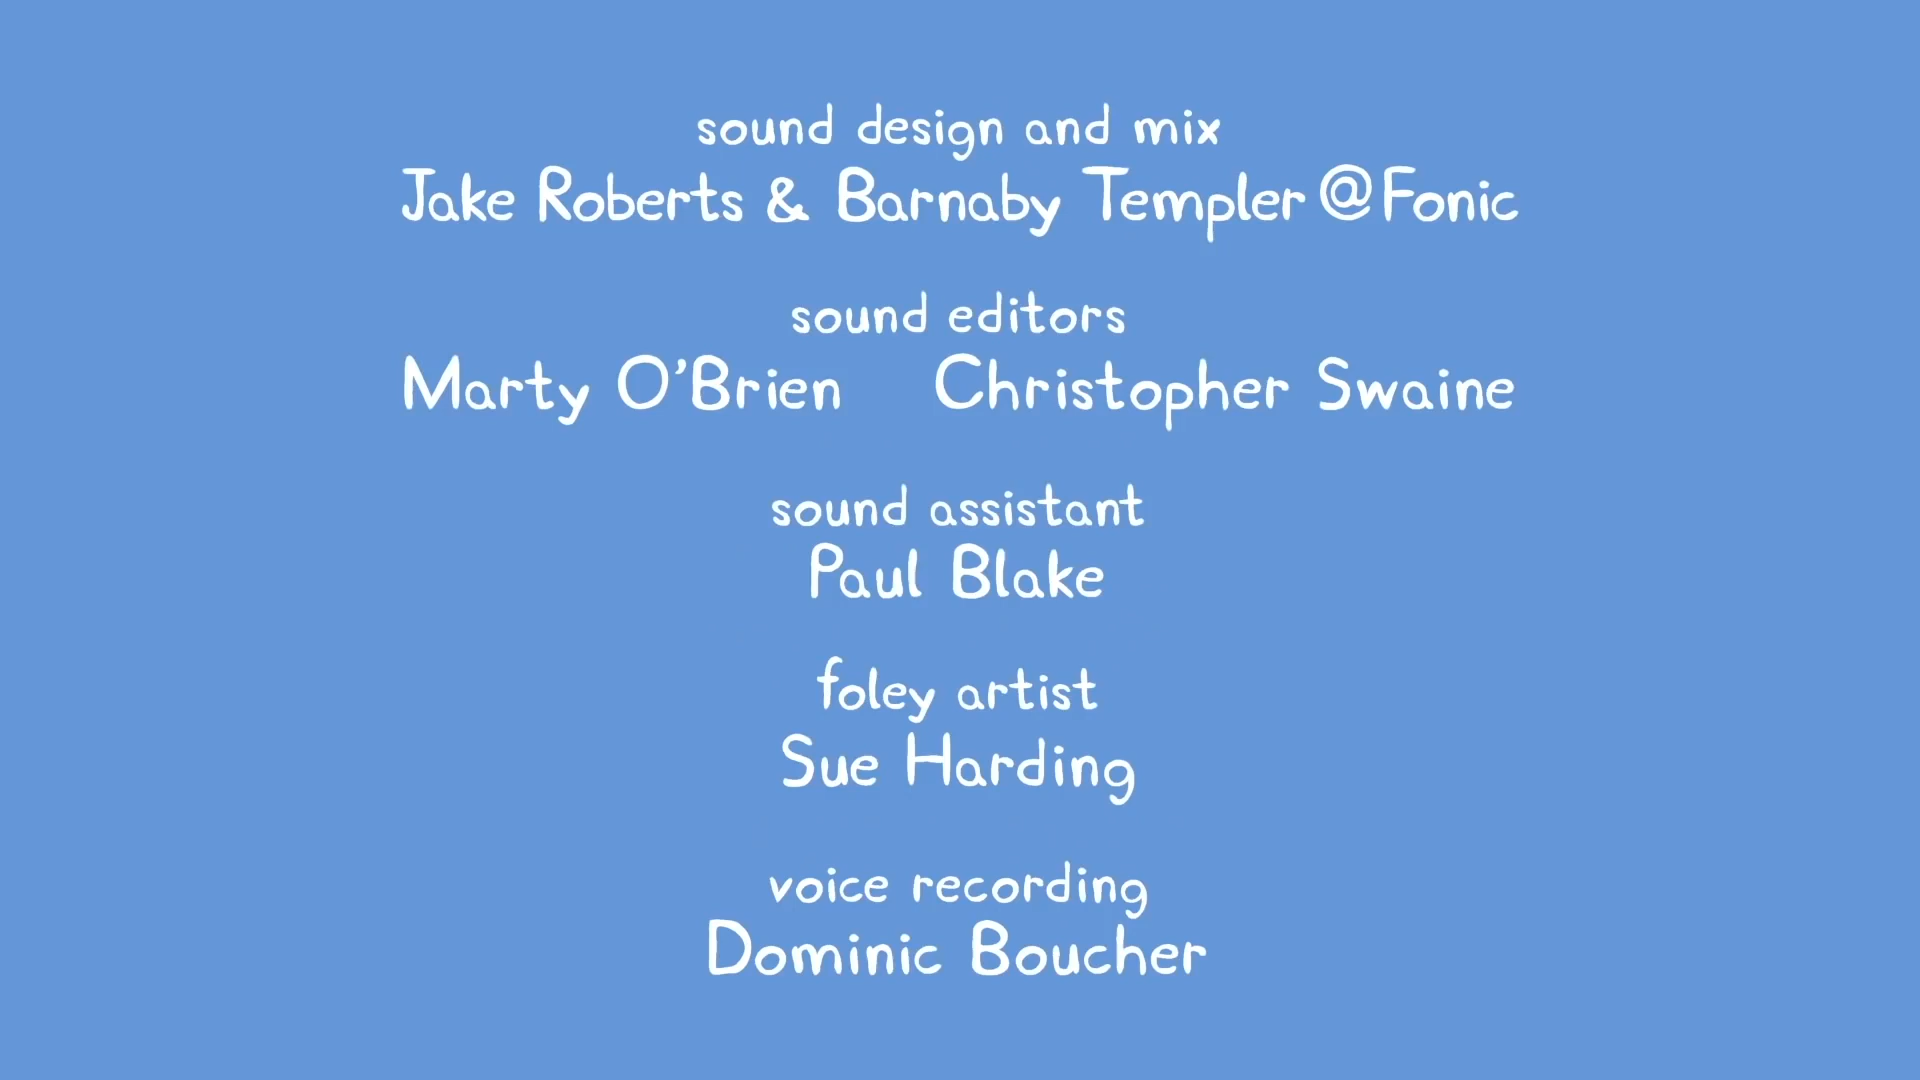 sound design and mix
Jake Roberts & Barnaby Templer @Fonic
sound editors
Marty O'Brien Christopher Swaine
sound assistant
Paul Blake
foley artist
Sue Harding
voice recording
Dominic Boucher